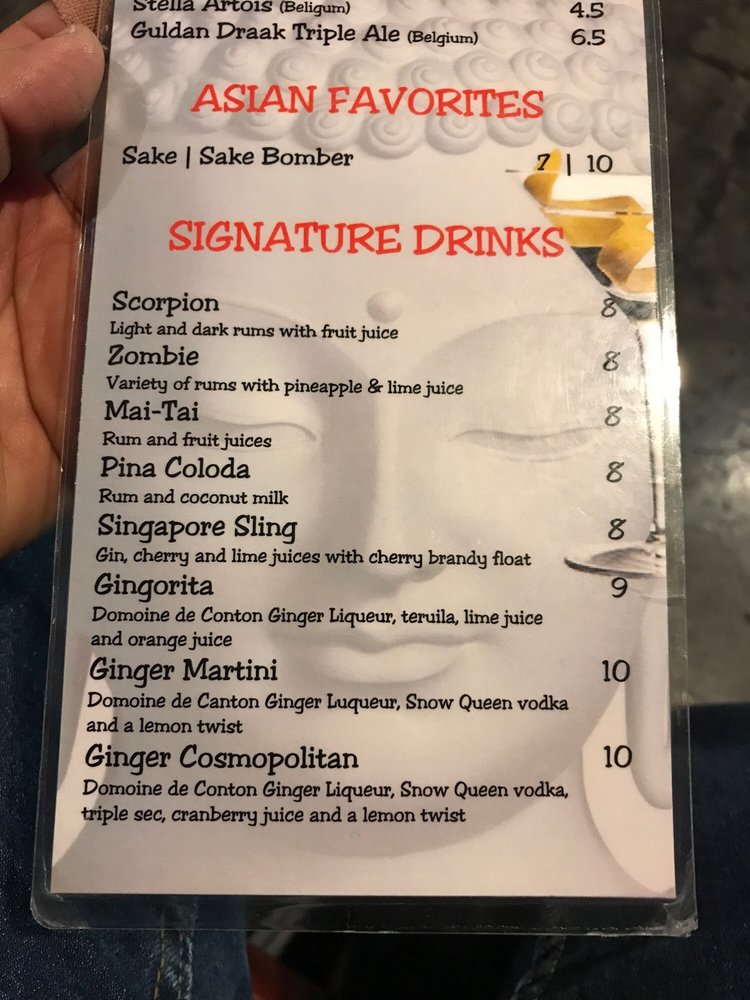 Stella Artois (Beligum) 4.5
Guldan Draak Triple Ale (Belgium) 6.5
ASIAN FAVORITES
Sake | Sake Bomber 7 | 10
SIGNATURE DRINKS
Scorpion 8
Light and dark rums with fruit juice
Zombie 8
Variety of rums with pineapple & lime juice
Mai-Tai 8
Rum and fruit juices
Pina Coloda 8
Rum and coconut milk
Singapore Sling 8
Gin, cherry and lime juices with cherry brandy float
Gingorita 9
Domoine de Conton Ginger Liqueur, teruila, lime juice
and orange juice
Ginger Martini 10
Domoine de Canton Ginger Luqueur, Snow Queen vodka
and a lemon twist
Ginger Cosmopolitan 10
Domoine de Conton Ginger Liqueur, Snow Queen vodka,
triple sec, cranberry juice and a lemon twist